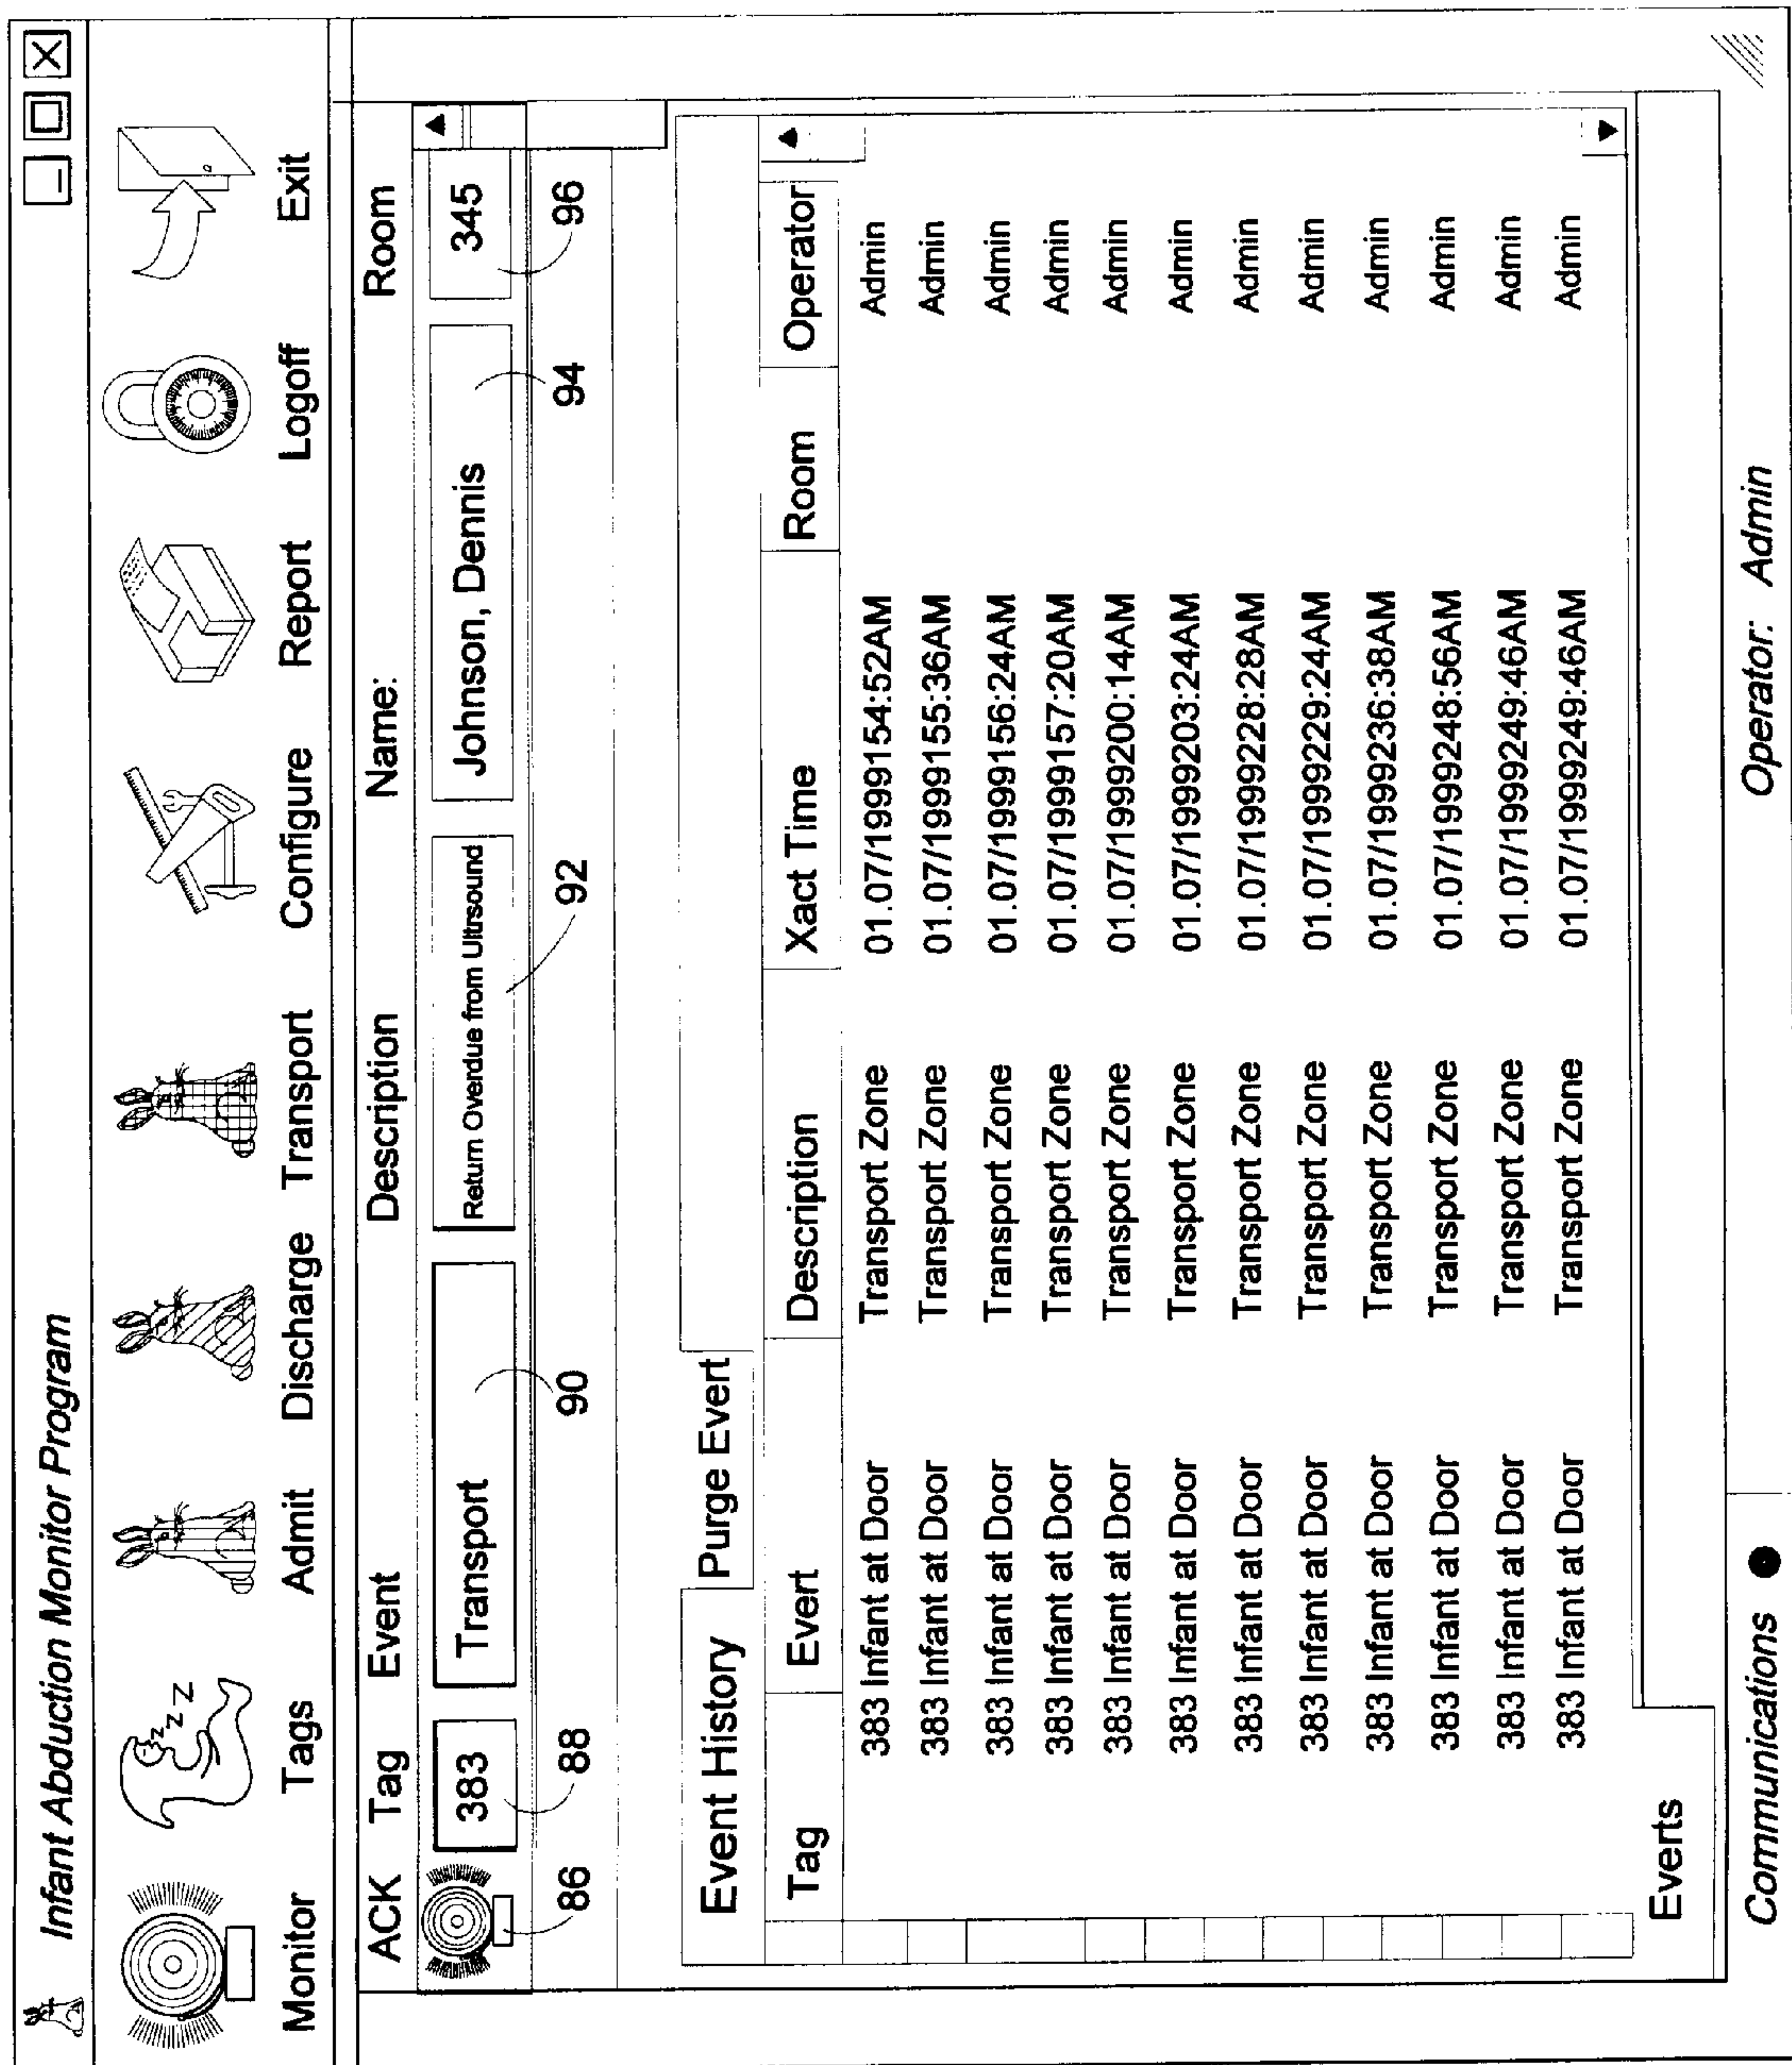 Infant Abduction Monitor Program
Monitor Tags Admit Discharge Transport Configure Report Logoff Exit
ACK Tag Event Description Name: Room
383 Transport Return Overdue from Ultrsound Johnson, Dennis 345
86 88 90 92 94 96
Event History Purge Evert
Tag Evert Description Xact Time Room Operator
383 Infant at Door Transport Zone 01.07/1999154:52AM Admin
383 Infant at Door Transport Zone 01.07/1999155:36AM Admin
383 Infant at Door Transport Zone 01.07/1999156:24AM Admin
383 Infant at Door Transport Zone 01.07/1999157:20AM Admin
383 Infant at Door Transport Zone 01.07/1999200:14AM Admin
383 Infant at Door Transport Zone 01.07/1999203:24AM Admin
383 Infant at Door Transport Zone 01.07/1999228:28AM Admin
383 Infant at Door Transport Zone 01.07/1999229:24AM Admin
383 Infant at Door Transport Zone 01.07/1999236:38AM Admin
383 Infant at Door Transport Zone 01.07/1999248:56AM Admin
383 Infant at Door Transport Zone 01.07/1999249:46AM Admin
383 Infant at Door Transport Zone 01.07/1999249:46AM Admin
Everts
Communications Operator: Admin